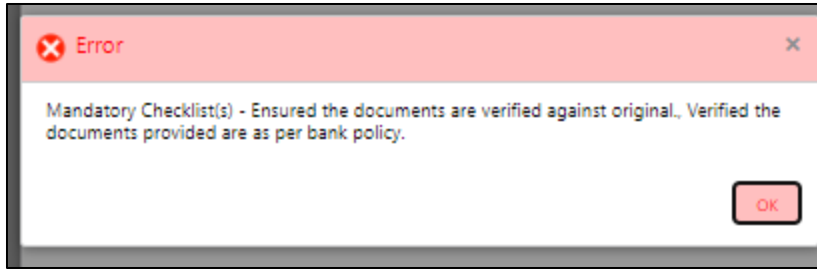 Error
Mandatory Checklist(s) - Ensured the documents are verified against original., Verified the
documents provided are as per bank policy.
OK